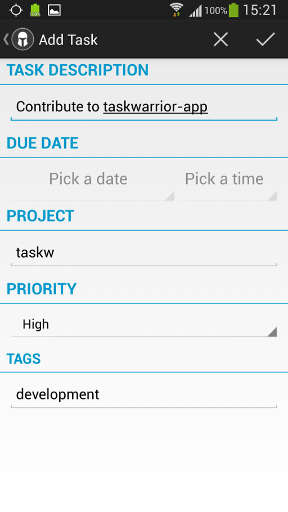 100% 15:21
Add Task
TASK DESCRIPTION
Contribute to taskwarrior-app
DUE DATE
Pick a date Pick a time
PROJECT
taskw
PRIORITY
High
TAGS
development